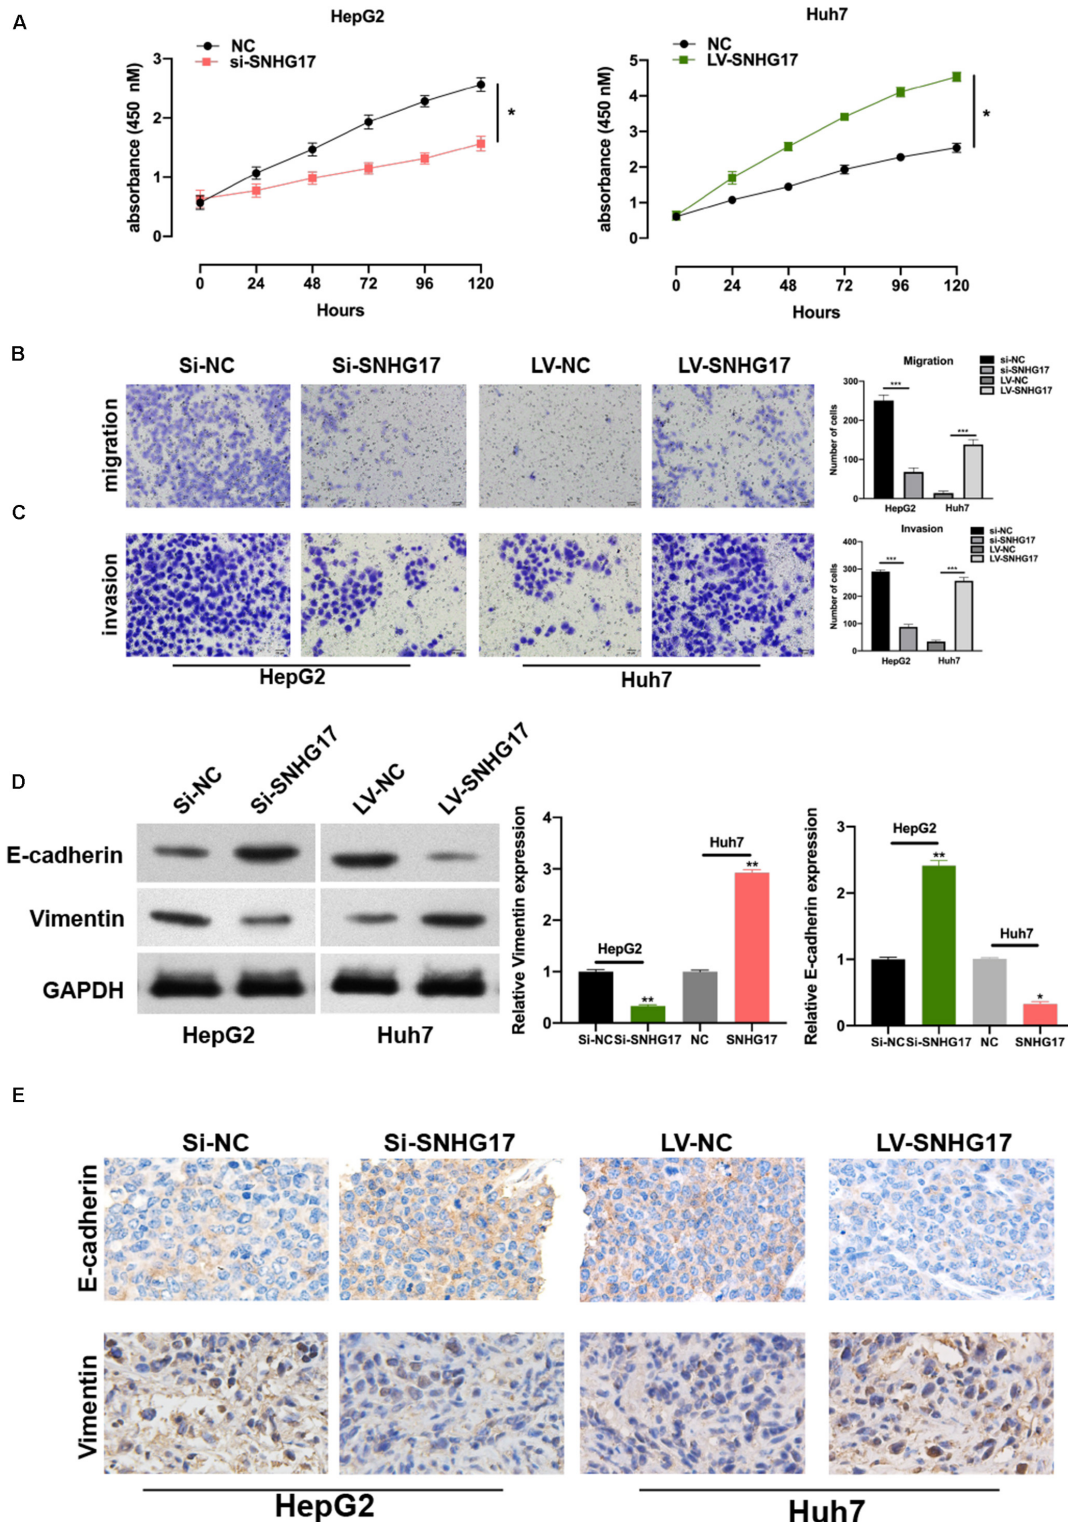 A
HepG2
NC
si-SNHG17
absorbance (450 nM)
3
2
1
0
0 24 48 72 96 120
Hours
*
Huh7
NC
LV-SNHG17
absorbance (450 nM)
5
4
3
2
1
0
0 24 48 72 96 120
Hours
*
B
Si-NC Si-SNHG17 LV-NC LV-SNHG17
migration
Migration
si-NC
si-SNHG17
LV-NC
LV-SNHG17
Number of cells
300
200
100
0
*** ***
HepG2 Huh7
C
invasion
HepG2 Huh7
Invasion
si-NC
si-SNHG17
LV-NC
LV-SNHG17
Number of cells
400
300
200
100
0
*** ***
HepG2 Huh7
D
Si-NC Si-SNHG17 LV-NC LV-SNHG17
E-cadherin
Vimentin
GAPDH
HepG2 Huh7
Relative Vimentin expression
4
3
2
1
0
HepG2
**
Huh7
**
Si-NC Si-SNHG17 NC SNHG17
Relative E-cadherin expression
3
2
1
0
HepG2
**
Huh7
*
Si-NC Si-SNHG17 NC SNHG17
E
Si-NC Si-SNHG17 LV-NC LV-SNHG17
E-cadherin
Vimentin
HepG2 Huh7